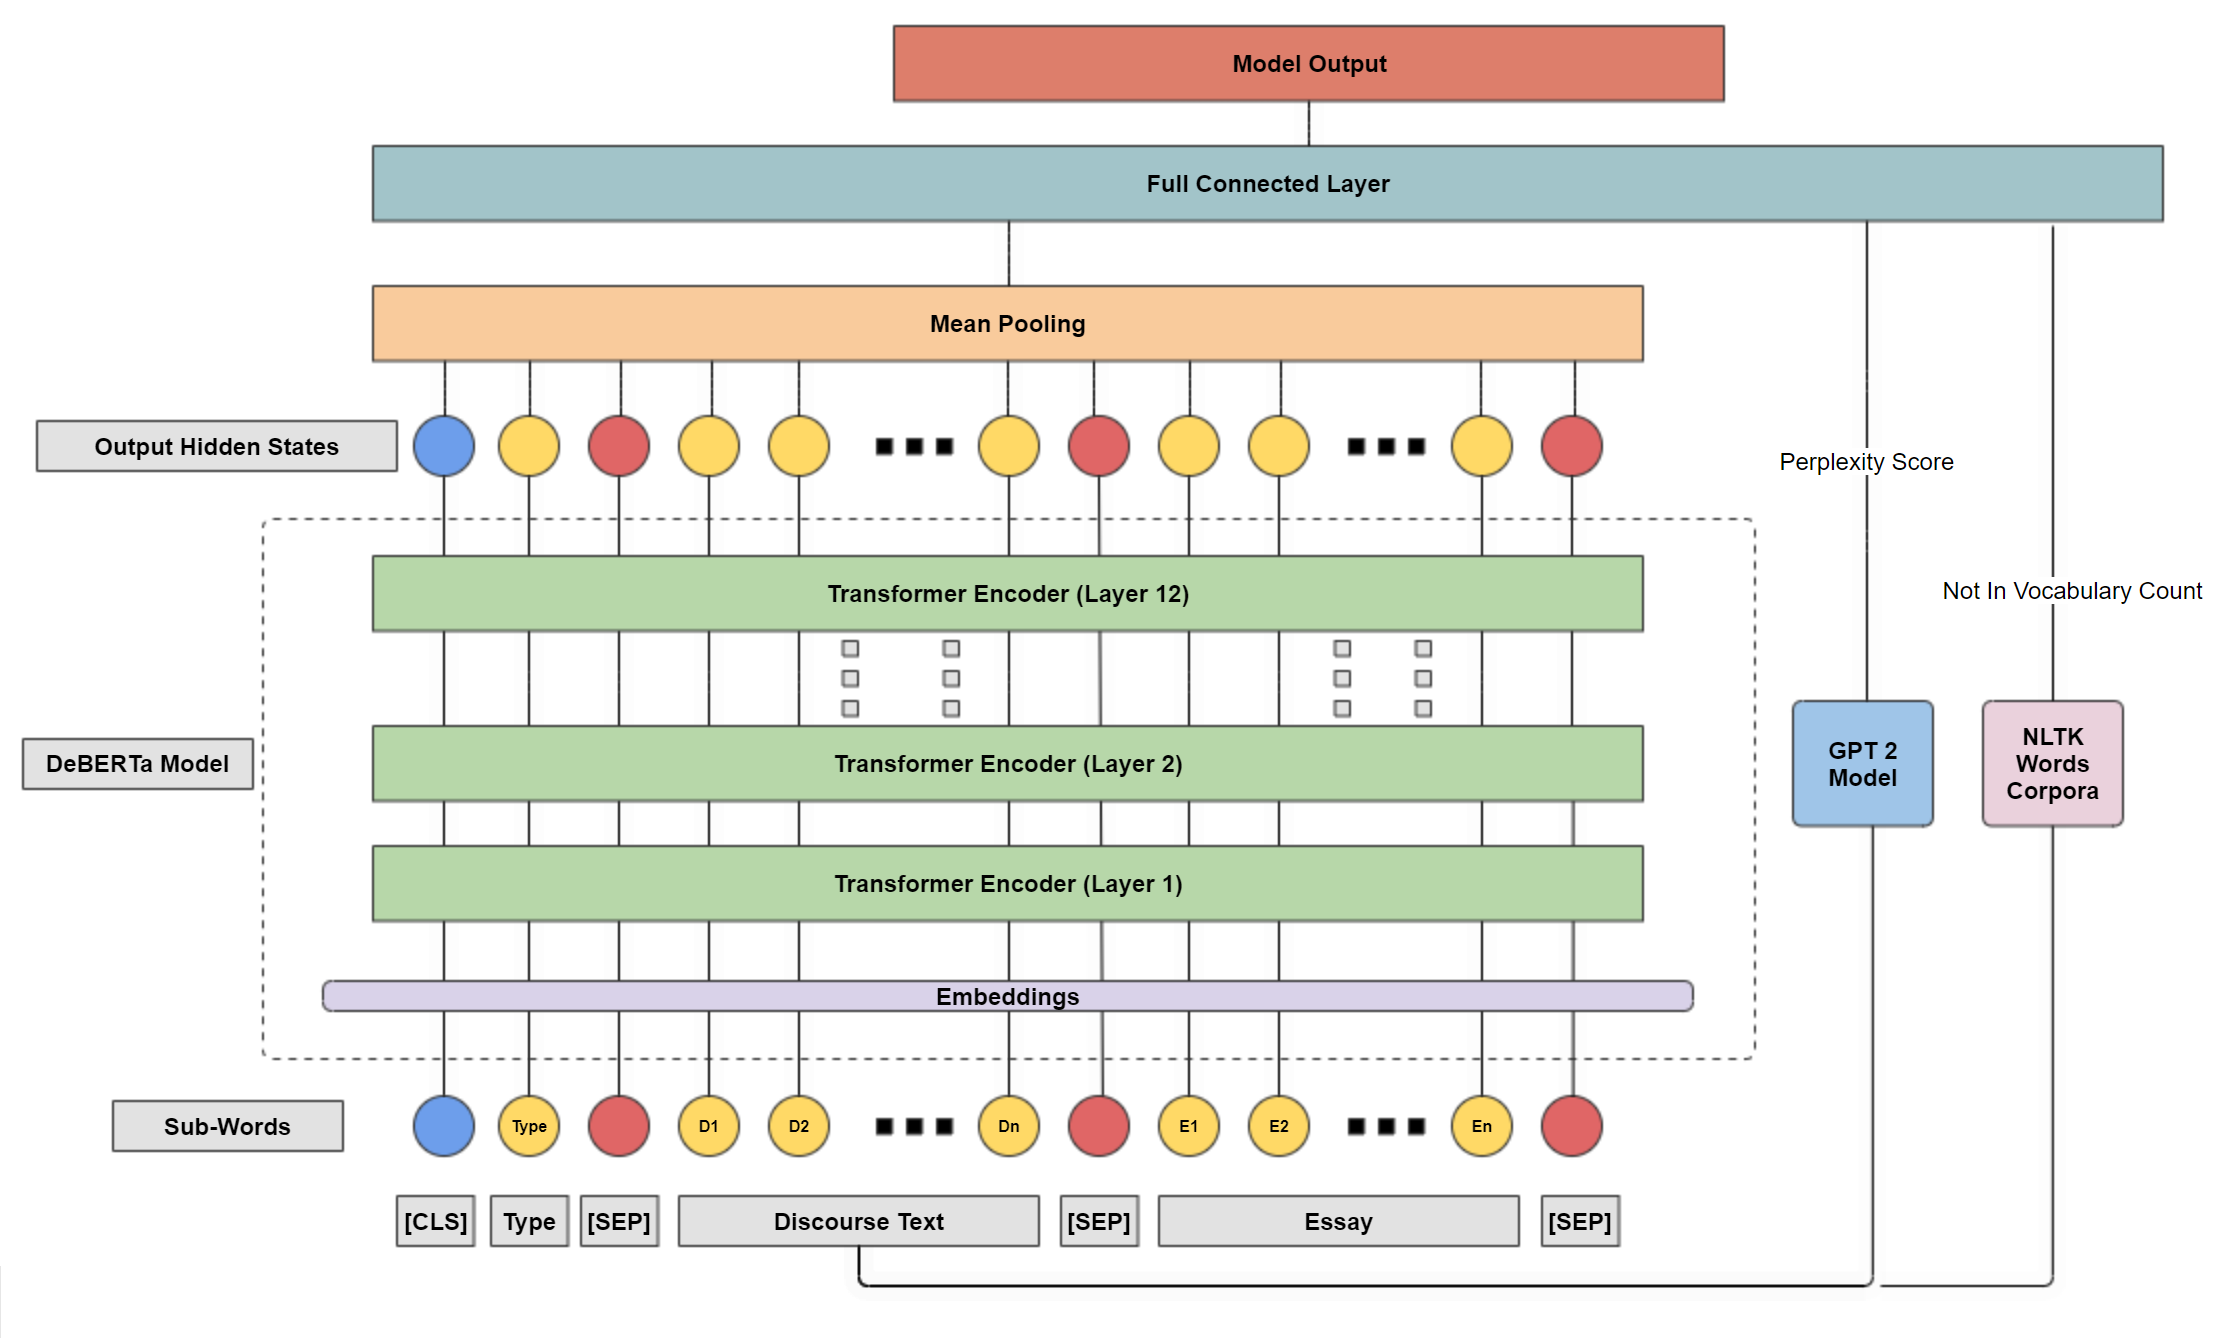 Model Output
Full Connected Layer
Mean Pooling
Output Hidden States
Perplexity Score
Transformer Encoder (Layer 12)
Not In Vocabulary Count
DeBERTa Model
Transformer Encoder (Layer 2)
GPT 2
Model
NLTK
Words
Corpora
Transformer Encoder (Layer 1)
Embeddings
Sub-Words
Type
D1
D2
Dn
E1
E2
En
[CLS]
Type
[SEP]
Discourse Text
[SEP]
Essay
[SEP]